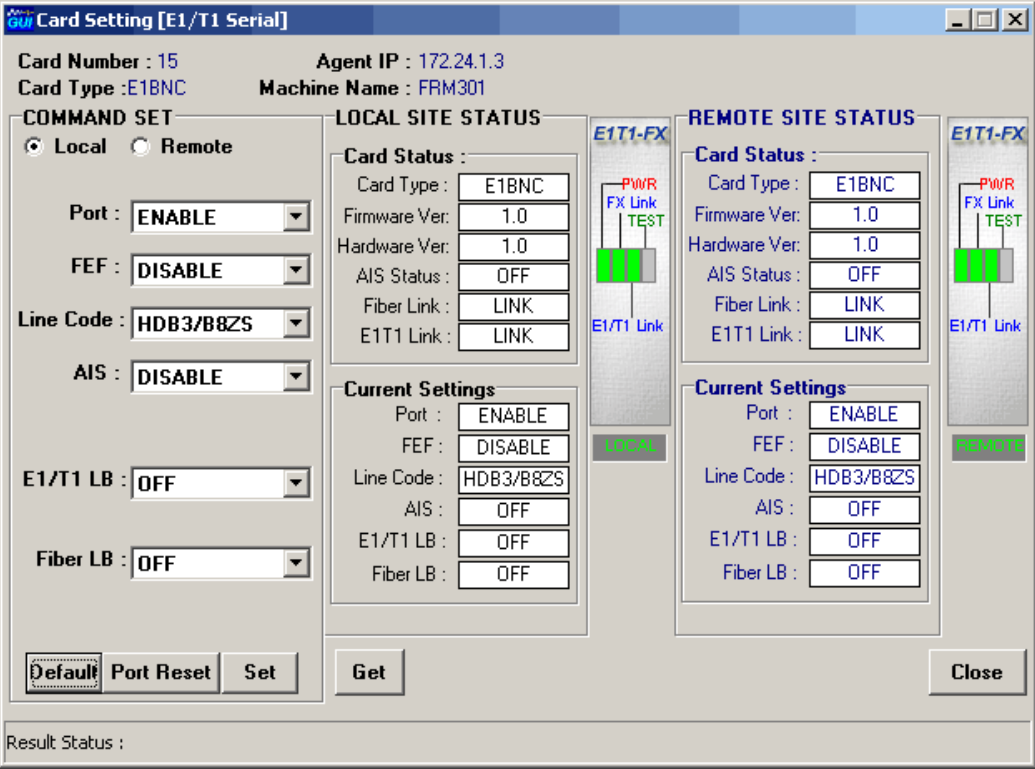 GUI Card Setting [E1/T1 Serial]
Card Number : 15 Agent IP : 172.24.1.3
Card Type :E1BNC Machine Name : FRM301
COMMAND SET
Local Remote
Port : ENABLE
FEF : DISABLE
Line Code : HDB3/B8ZS
AIS : DISABLE
E1/T1 LB : OFF
Fiber LB : OFF
Default Port Reset Set
LOCAL SITE STATUS
Card Status :
Card Type : E1BNC
Firmware Ver: 1.0
Hardware Ver: 1.0
AIS Status : OFF
Fiber Link : LINK
E1T1 Link : LINK
Current Settings
Port : ENABLE
FEF : DISABLE
Line Code : HDB3/B8ZS
AIS : OFF
E1/T1 LB : OFF
Fiber LB : OFF
Get
E1T1-FX
PWR
FX Link
TEST
E1/T1 Link
LOCAL
REMOTE SITE STATUS
Card Status :
Card Type : E1BNC
Firmware Ver: 1.0
Hardware Ver: 1.0
AIS Status : OFF
Fiber Link : LINK
E1T1 Link : LINK
Current Settings
Port : ENABLE
FEF : DISABLE
Line Code : HDB3/B8ZS
AIS : OFF
E1/T1 LB : OFF
Fiber LB : OFF
E1T1-FX
PWR
FX Link
TEST
E1/T1 Link
REMOTE
Close
Result Status :